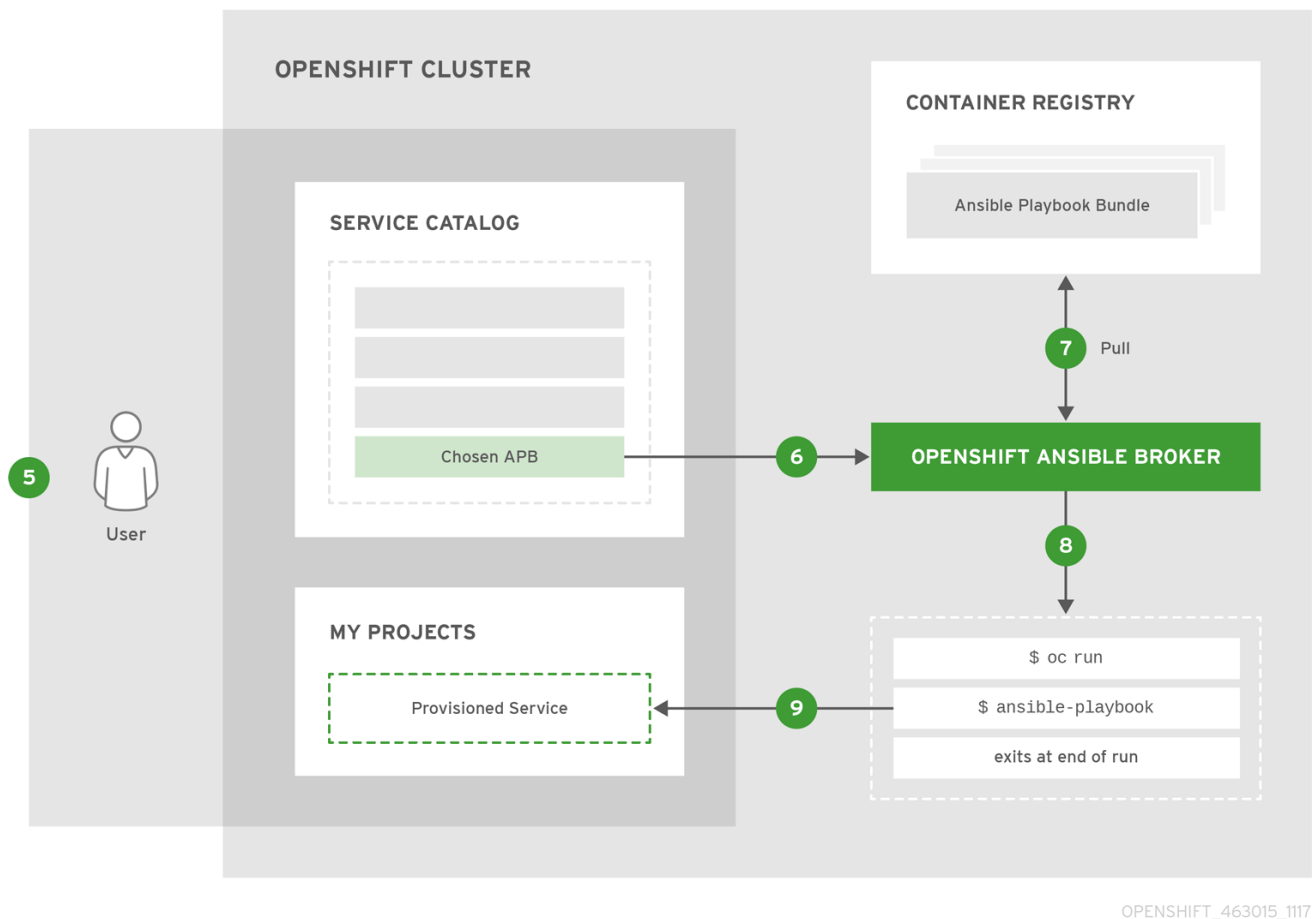 OPENSHIFT CLUSTER
CONTAINER REGISTRY
Ansible Playbook Bundle
SERVICE CATALOG
7
Pull
Chosen APB
6
OPENSHIFT ANSIBLE BROKER
5
User
8
MY PROJECTS
$ oc run
Provisioned Service
9
$ ansible-playbook
exits at end of run
OPENSHIFT_463015_1117